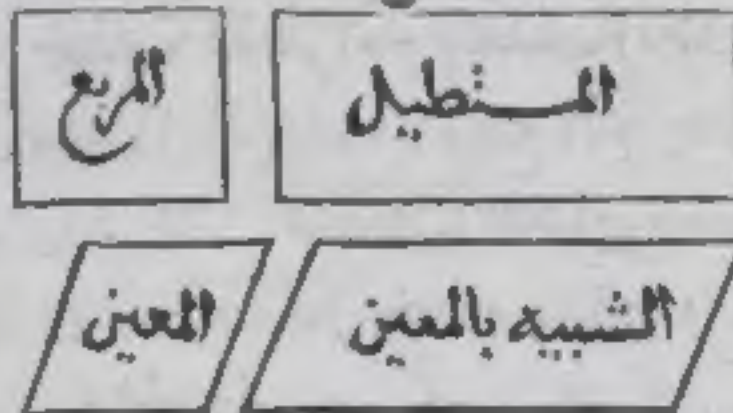 المستطيل
المربع
الشبيه بالمعين
المعين